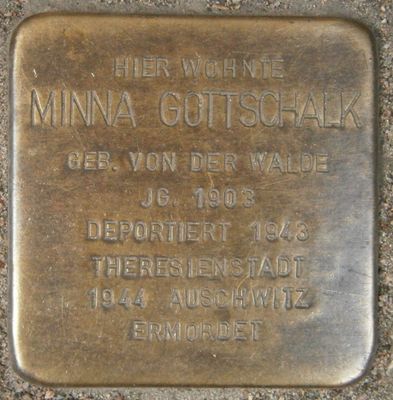 HIER WOHNTE
MINNA GOTTSCHALK
GEB. VON DER WALDE
JG. 1903
DEPORTIERT 1943
THERESIENSTADT
1944 AUSCHWITZ
ERMORDET